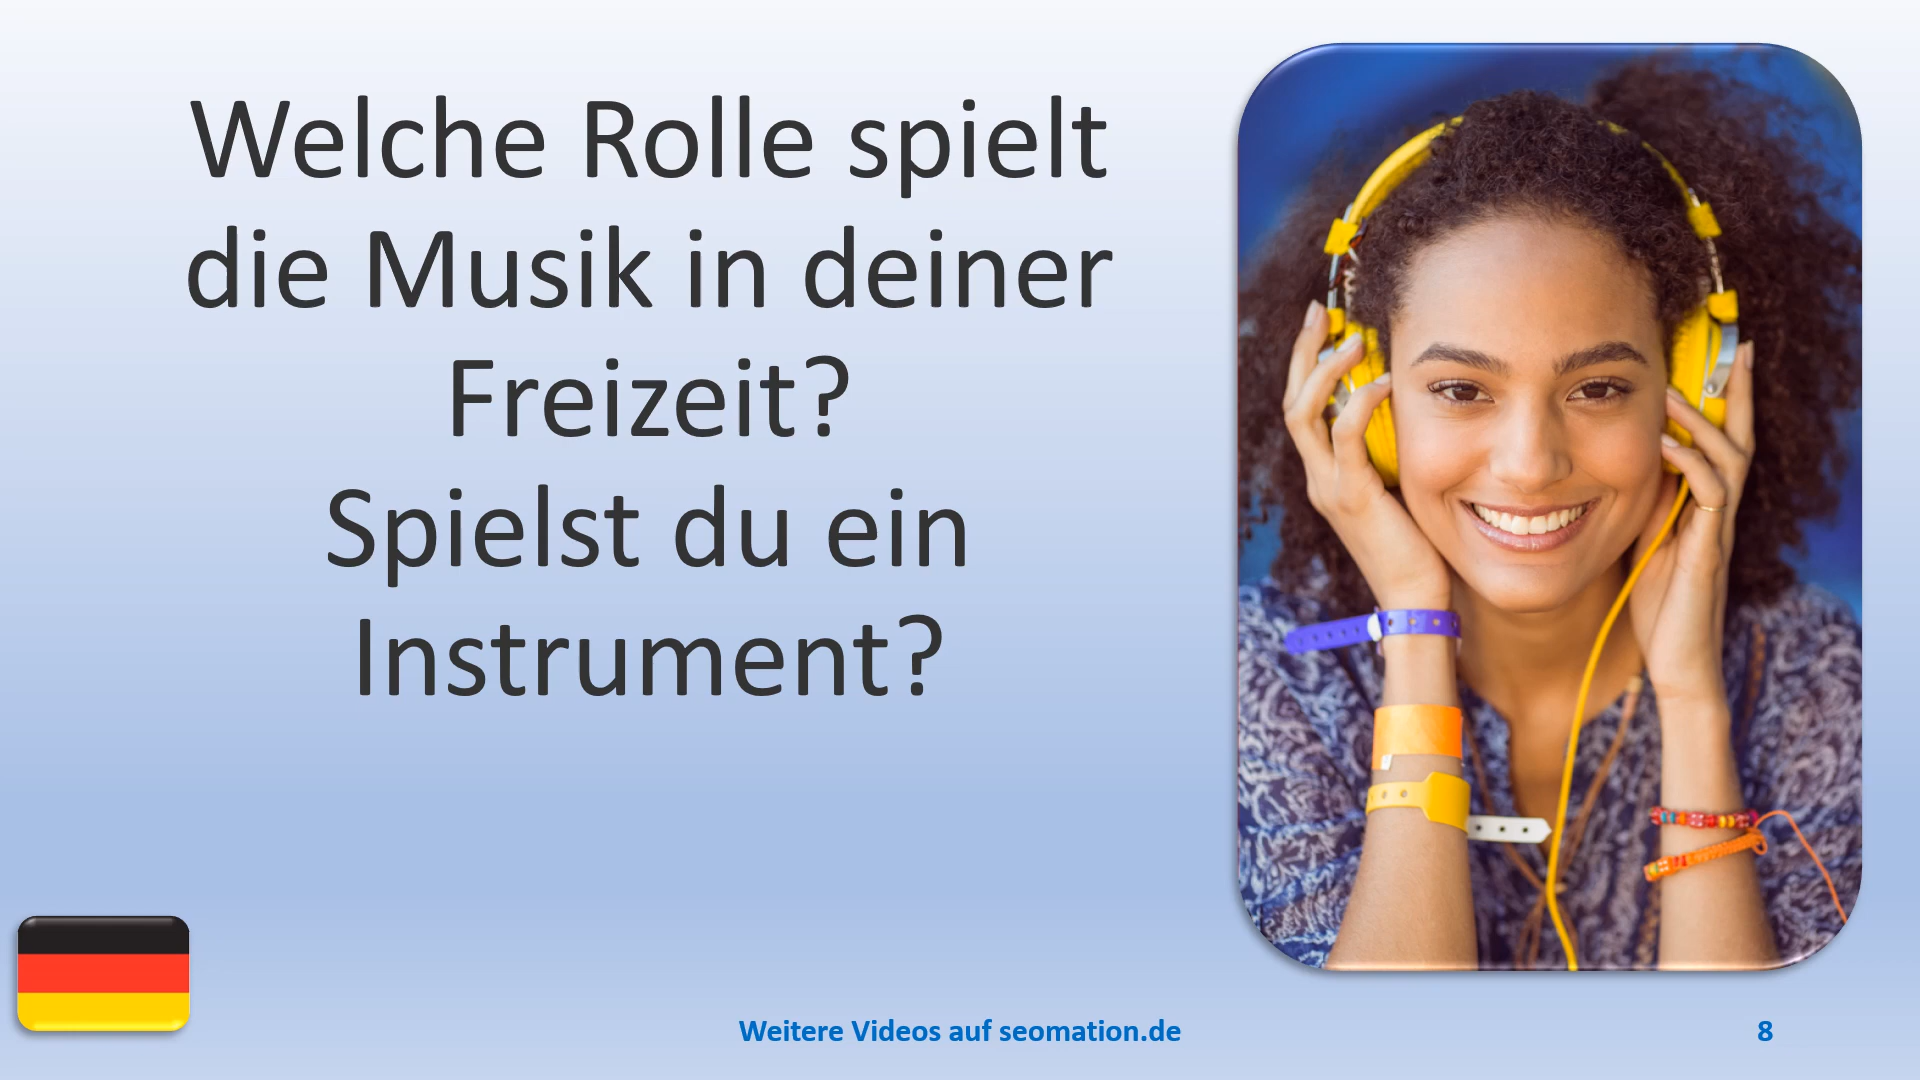 Welche Rolle spielt
die Musik in deiner
Freizeit?
Spielst du ein
Instrument?
Weitere Videos auf seomation.de
8